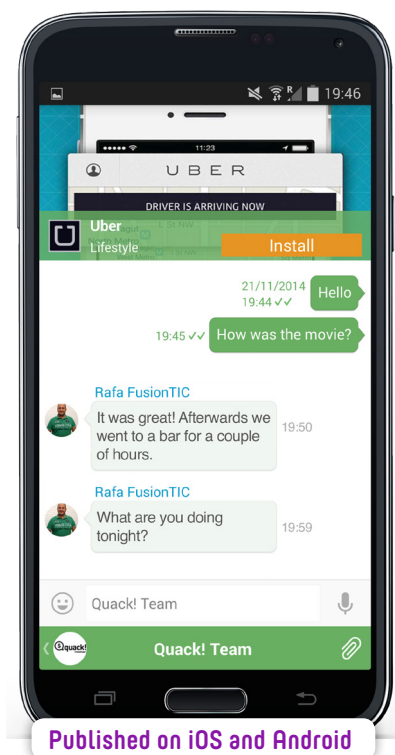 R
19:46
11:23
U B E R
DRIVER IS ARRIVING NOW
Uber
Lifestyle
Install
21/11/2014
19:44
Hello
19:45
How was the movie?
Rafa FusionTIC
It was great! Afterwards we
went to a bar for a couple
of hours.
19:50
Rafa FusionTIC
What are you doing
tonight?
19:59
Quack! Team
quack!
Quack! Team
Published on iOS and Android